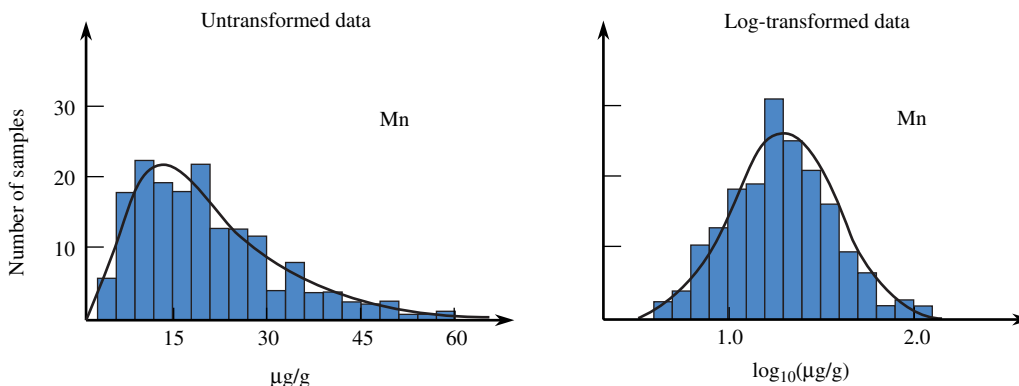 Untransformed data
Number of samples
30
20
10
Mn
15 30 45 60
μg/g
Log-transformed data
Mn
1.0 2.0
log₁₀(μg/g)